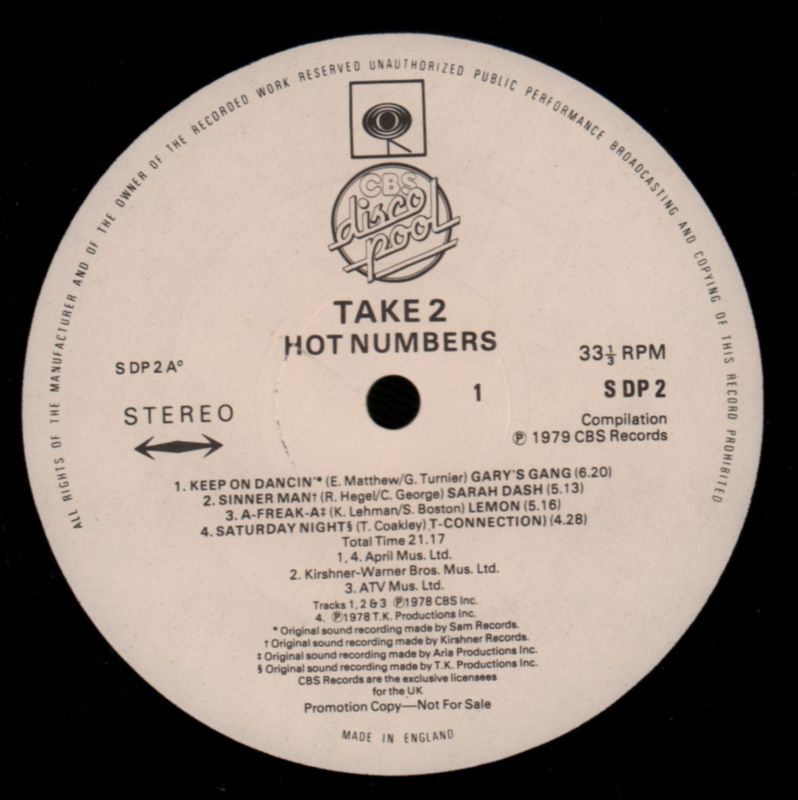 ALL RIGHTS OF THE MANUFACTURER AND OF THE OWNER OF THE RECORDED WORK RESERVED UNAUTHORIZED PUBLIC PERFORMANCE BROADCASTING AND COPYING OF THIS RECORD PROHIBITED
CBS
disco
pool
TAKE 2
HOT NUMBERS
S DP 2 A°
33⅓ RPM
STEREO
1
S DP 2
Compilation
℗ 1979 CBS Records
1. KEEP ON DANCIN'* (E. Matthew/G. Turnier) GARY'S GANG (6.20)
2. SINNER MAN† (R. Hegel/C. George) SARAH DASH (5.13)
3. A-FREAK-A‡ (K. Lehman/S. Boston) LEMON (5.16)
4. SATURDAY NIGHT§ (T. Coakley) T-CONNECTION) (4.28)
Total Time 21.17
1, 4. April Mus. Ltd.
2. Kirshner-Warner Bros. Mus. Ltd.
3. ATV Mus. Ltd.
Tracks 1, 2 & 3 ℗1978 CBS Inc.
4. ℗1978 T.K. Productions Inc.
* Original sound recording made by Sam Records.
† Original sound recording made by Kirshner Records.
‡ Original sound recording made by Aria Productions Inc.
§ Original sound recording made by T.K. Productions Inc.
CBS Records are the exclusive licensees
for the UK
Promotion Copy—Not For Sale
MADE IN ENGLAND